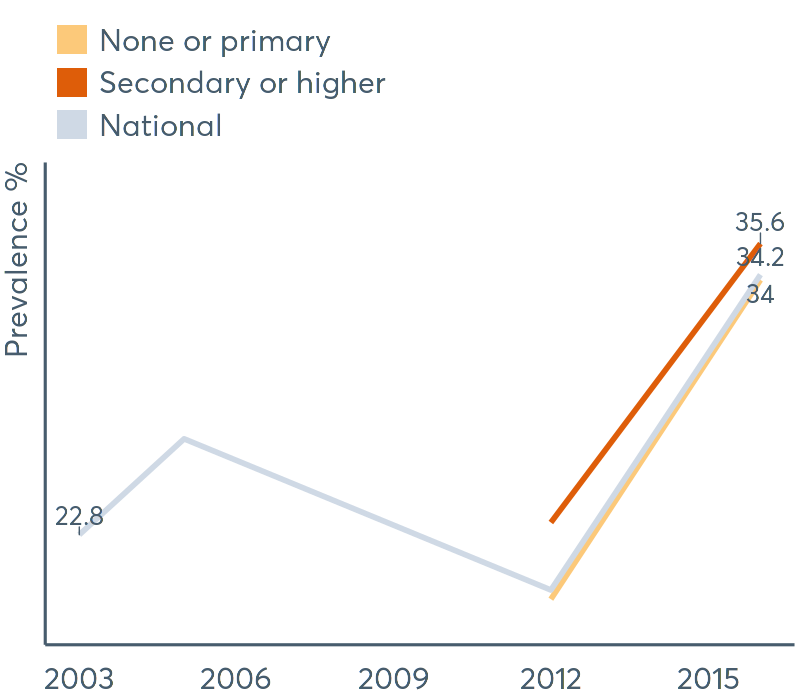 None or primary
Secondary or higher
National
Prevalence %
35.6
34.2
34
22.8
2003 2006 2009 2012 2015